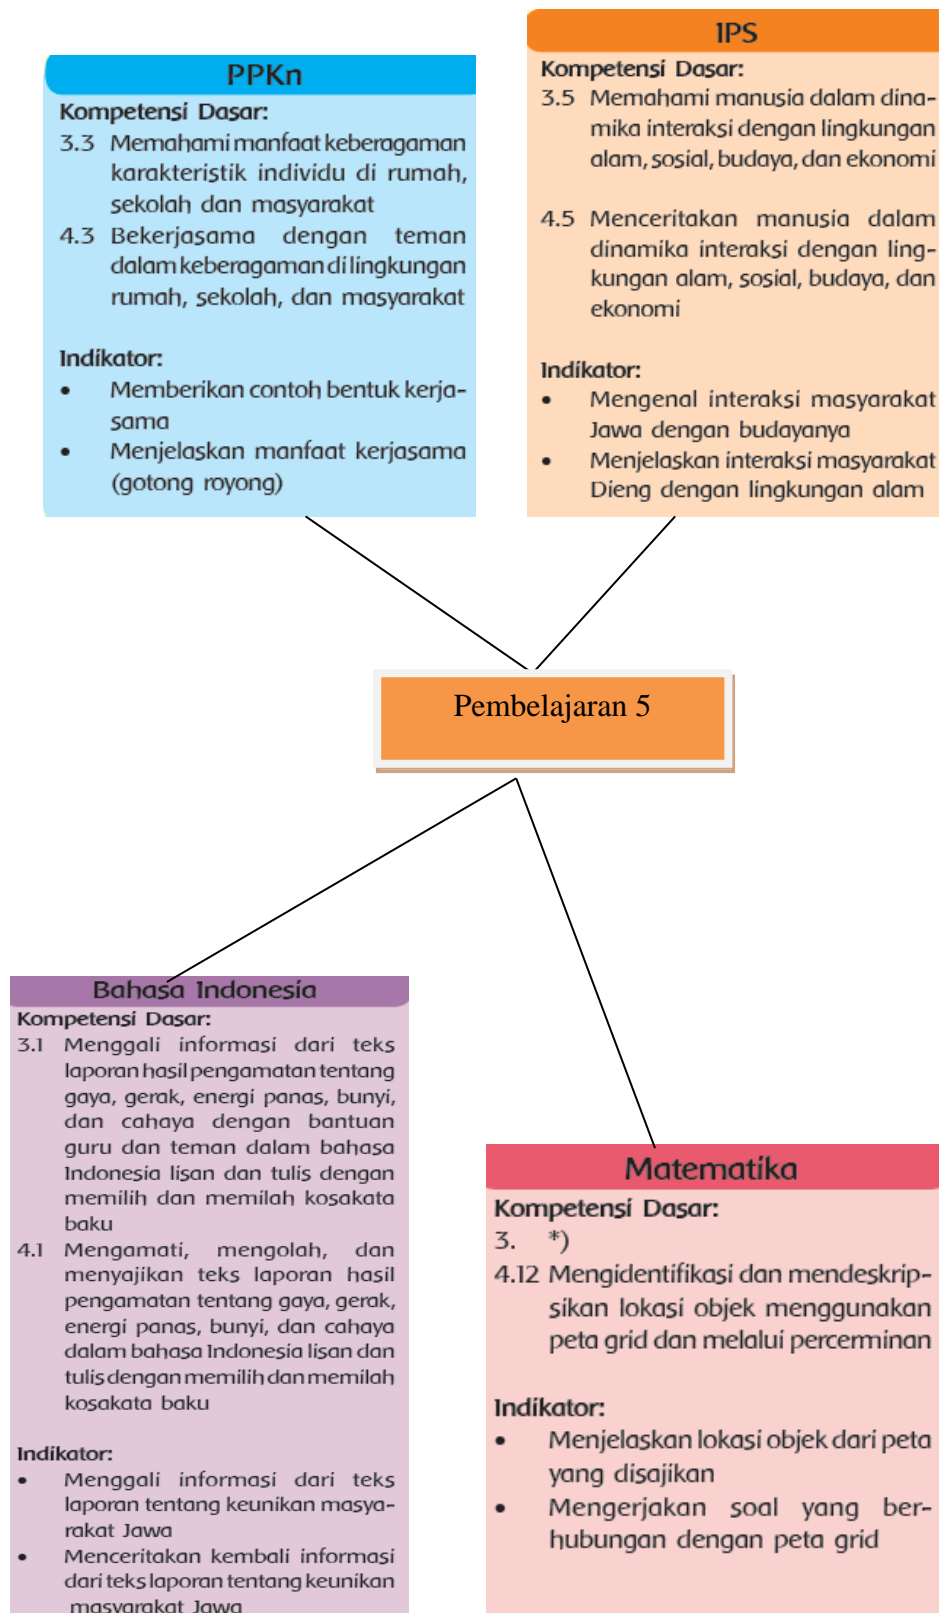 PPKn
Kompetensi Dasar:
3.3 Memahami manfaat keberagaman
karakteristik individu di rumah,
sekolah dan masyarakat
4.3 Bekerjasama dengan teman
dalam keberagaman di lingkungan
rumah, sekolah, dan masyarakat
Indikator:
• Memberikan contoh bentuk kerja-
sama
• Menjelaskan manfaat kerjasama
(gotong royong)
IPS
Kompetensi Dasar:
3.5 Memahami manusia dalam dina-
mika interaksi dengan lingkungan
alam, sosial, budaya, dan ekonomi
4.5 Menceritakan manusia dalam
dinamika interaksi dengan ling-
kungan alam, sosial, budaya, dan
ekonomi
Indikator:
• Mengenal interaksi masyarakat
Jawa dengan budayanya
• Menjelaskan interaksi masyarakat
Dieng dengan lingkungan alam
Pembelajaran 5
Bahasa Indonesia
Kompetensi Dasar:
3.1 Menggali informasi dari teks
laporan hasil pengamatan tentang
gaya, gerak, energi panas, bunyi,
dan cahaya dengan bantuan
guru dan teman dalam bahasa
Indonesia lisan dan tulis dengan
memilih dan memilah kosakata
baku
4.1 Mengamati, mengolah, dan
menyajikan teks laporan hasil
pengamatan tentang gaya, gerak,
energi panas, bunyi, dan cahaya
dalam bahasa Indonesia lisan dan
tulis dengan memilih dan memilah
kosakata baku
Indikator:
• Menggali informasi dari teks
laporan tentang keunikan masya-
rakat Jawa
• Menceritakan kembali informasi
dari teks laporan tentang keunikan
masyarakat Jawa
Matematika
Kompetensi Dasar:
3. *)
4.12 Mengidentifikasi dan mendeskrip-
sikan lokasi objek menggunakan
peta grid dan melalui percerminan
Indikator:
• Menjelaskan lokasi objek dari peta
yang disajikan
• Mengerjakan soal yang ber-
hubungan dengan peta grid